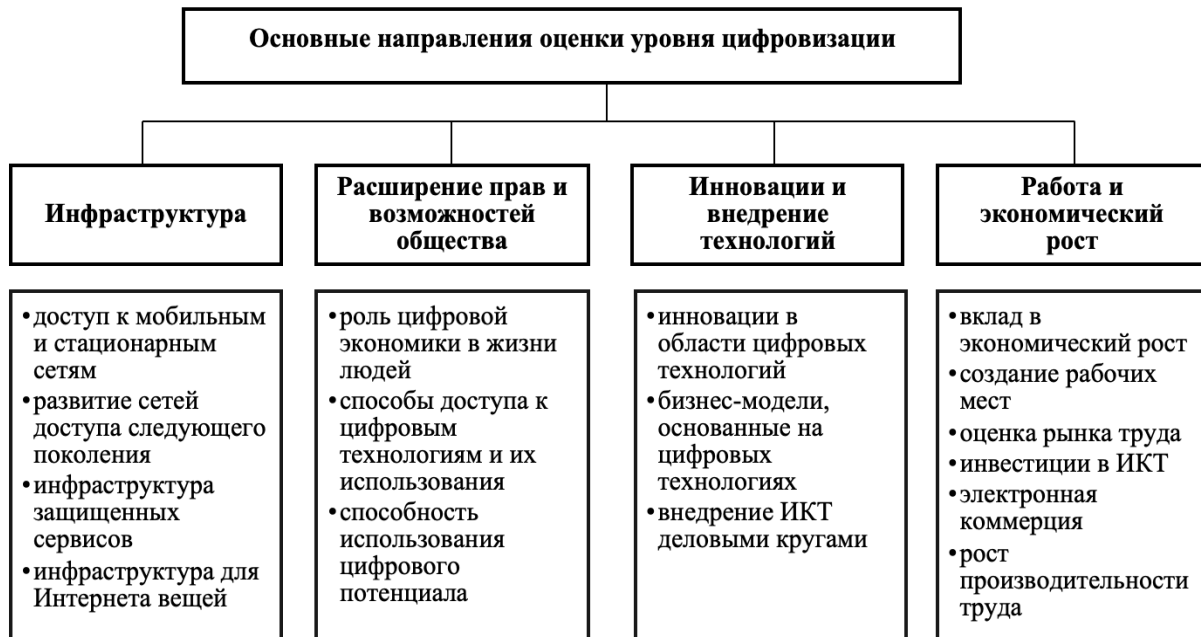 Основные направления оценки уровня цифровизации
Инфраструктура
Расширение прав и
возможностей
общества
Инновации и
внедрение
технологий
Работа и
экономический
рост
•доступ к мобильным
и стационарным
сетям
•развитие сетей
доступа следующего
поколения
•инфраструктура
защищенных
сервисов
•инфраструктура для
Интернета вещей
•роль цифровой
экономики в жизни
людей
•способы доступа к
цифровым
технологиям и их
использования
•способность
использования
цифрового
потенциала
•инновации в
области цифровых
технологий
•бизнес-модели,
основанные на
цифровых
технологиях
•внедрение ИКТ
деловыми кругами
•вклад в
экономический рост
•создание рабочих
мест
•оценка рынка труда
•инвестиции в ИКТ
•электронная
коммерция
•рост
производительности
труда